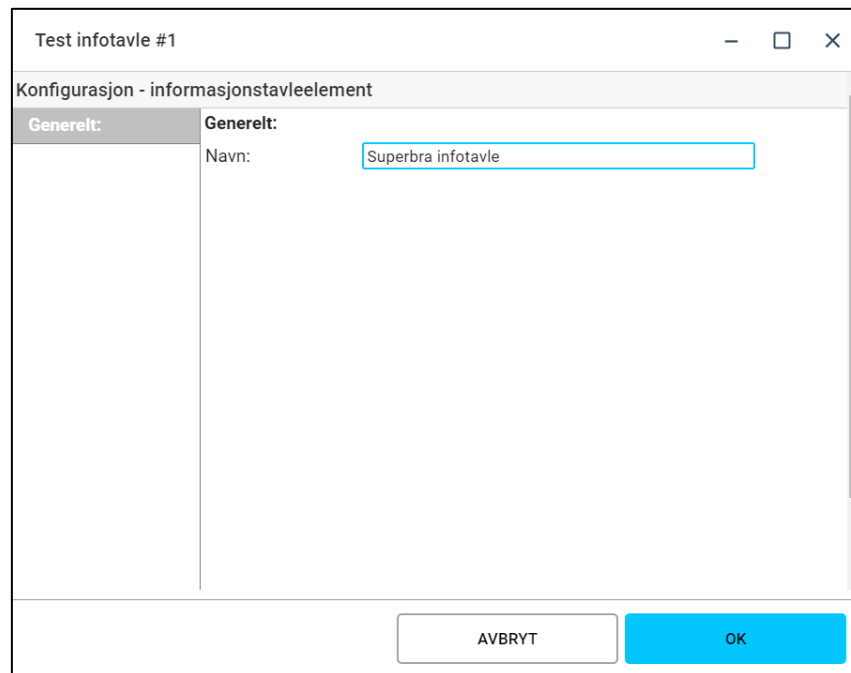 Test infotavle #1
Konfigurasjon - informasjonstavleelement
Generelt:
Generelt:
Navn: Superbra infotavle
AVBRYT OK